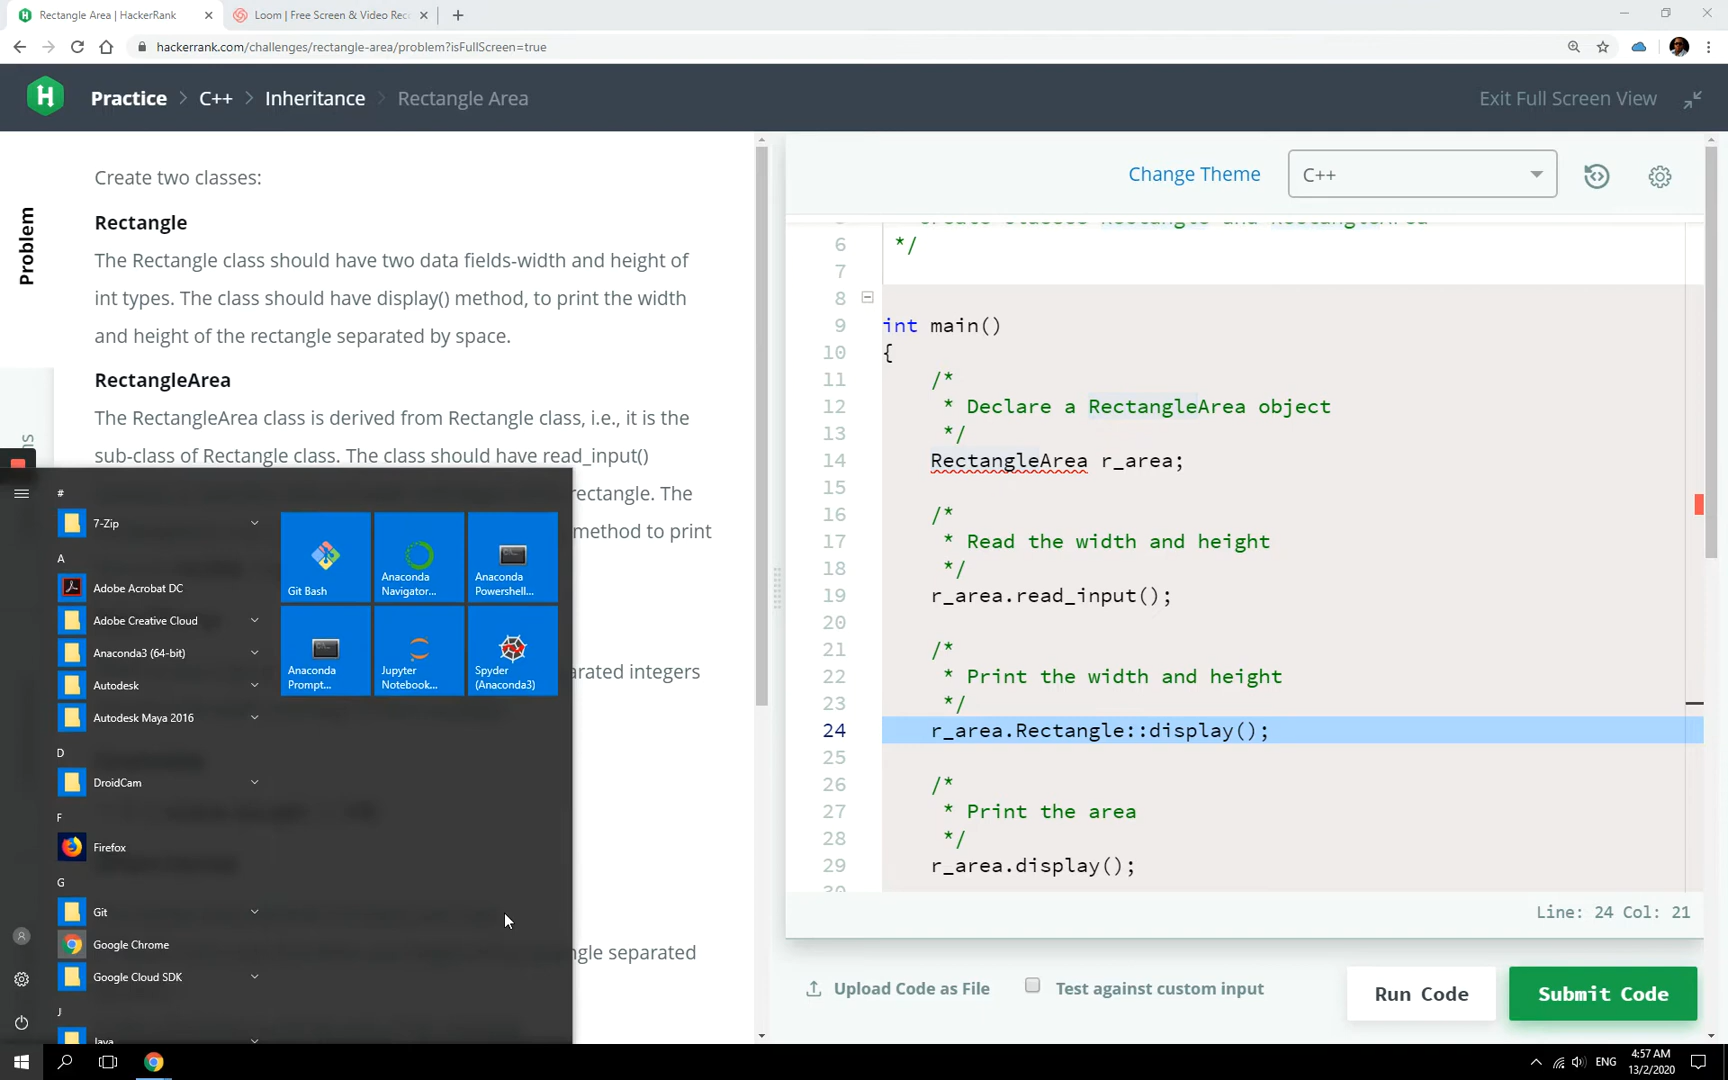 Rectangle Area | HackerRank
Loom | Free Screen & Video Rec
hackerrank.com/challenges/rectangle-area/problem?isFullScreen=true
H
Practice > C++ > Inheritance > Rectangle Area
Exit Full Screen View
Problem
Create two classes:
Rectangle
The Rectangle class should have two data fields-width and height of
int types. The class should have display() method, to print the width
and height of the rectangle separated by space.
RectangleArea
The RectangleArea class is derived from Rectangle class, i.e., it is the
sub-class of Rectangle class. The class should have read_input()
rectangle. The
method to print
arated integers
ngle separated
#
7-Zip
A
Adobe Acrobat DC
Adobe Creative Cloud
Anaconda3 (64-bit)
Autodesk
Autodesk Maya 2016
D
DroidCam
F
Firefox
G
Git
Google Chrome
Google Cloud SDK
J
Java
Git Bash
Anaconda
Navigator...
Anaconda
Powershell...
Anaconda
Prompt...
Jupyter
Notebook...
Spyder
(Anaconda3)
Change Theme
C++
6 */
7
8
9 int main()
10 {
11 /*
12 * Declare a RectangleArea object
13 */
14 RectangleArea r_area;
15
16 /*
17 * Read the width and height
18 */
19 r_area.read_input();
20
21 /*
22 * Print the width and height
23 */
24 r_area.Rectangle::display();
25
26 /*
27 * Print the area
28 */
29 r_area.display();
Line: 24 Col: 21
Upload Code as File
Test against custom input
Run Code
Submit Code
ENG
4:57 AM
13/2/2020